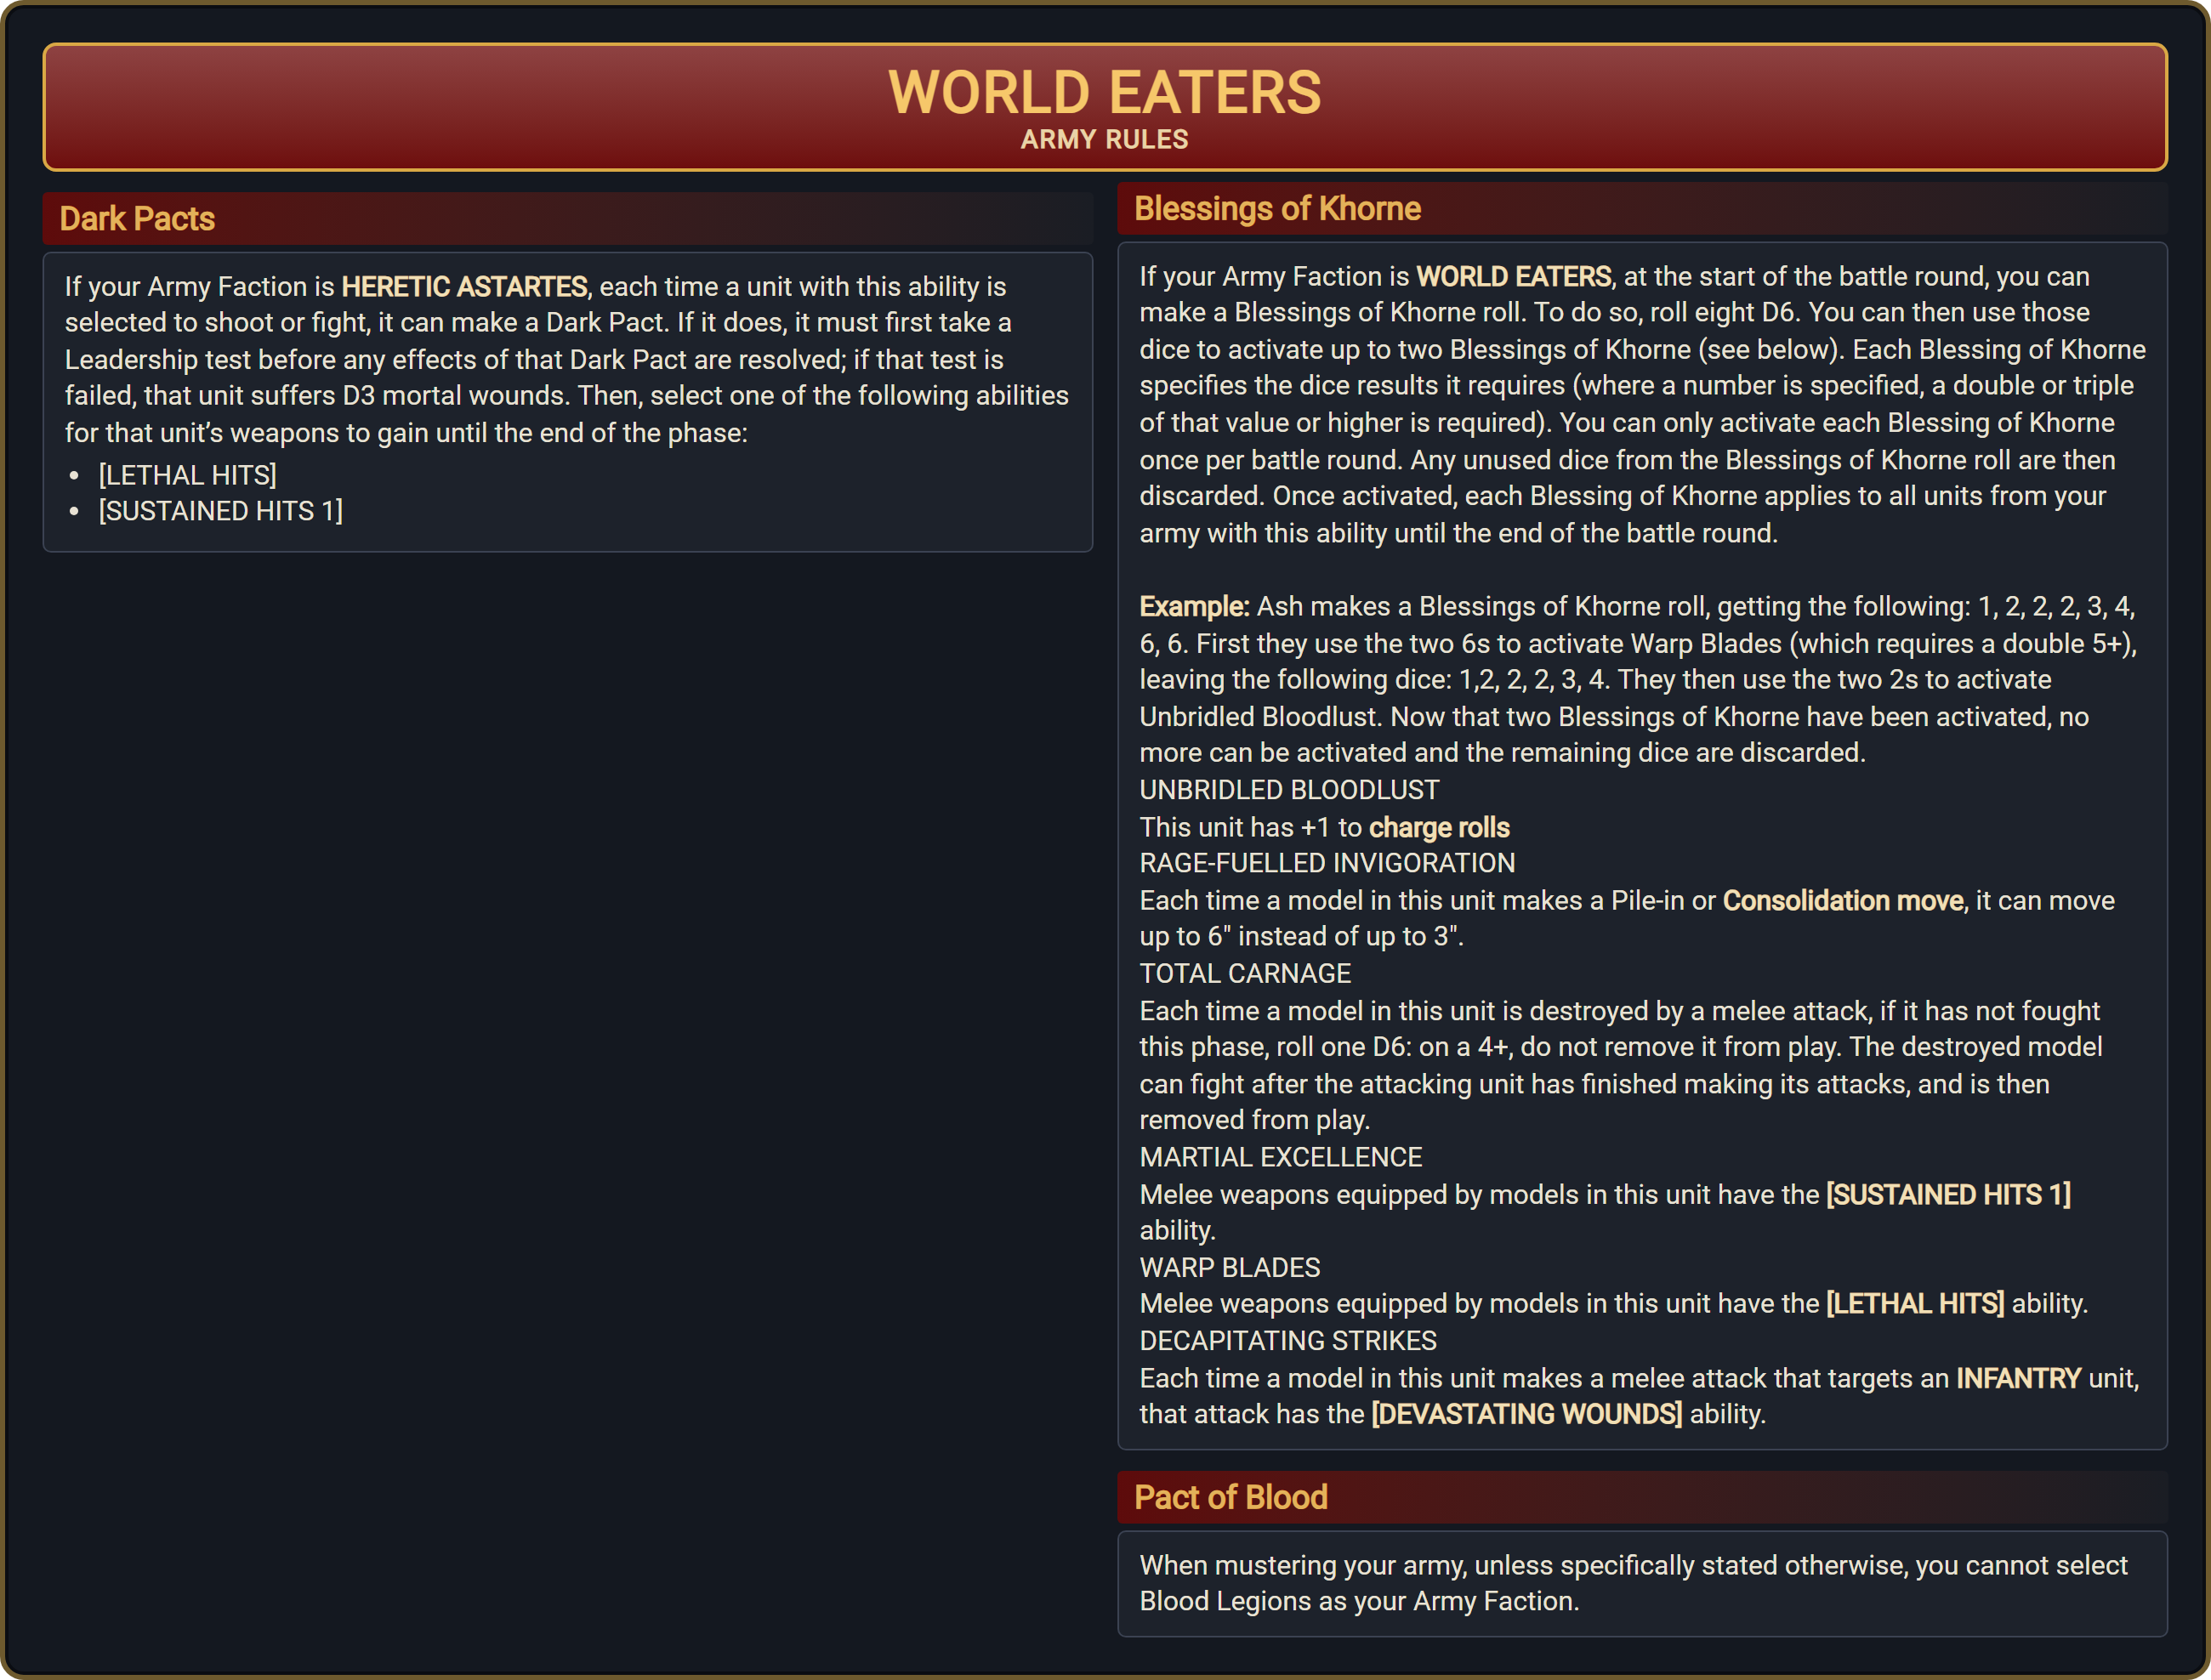 WORLD EATERS
ARMY RULES
Dark Pacts
If your Army Faction is HERETIC ASTARTES, each time a unit with this ability is
selected to shoot or fight, it can make a Dark Pact. If it does, it must first take a
Leadership test before any effects of that Dark Pact are resolved; if that test is
failed, that unit suffers D3 mortal wounds. Then, select one of the following abilities
for that unit’s weapons to gain until the end of the phase:
• [LETHAL HITS]
• [SUSTAINED HITS 1]
Blessings of Khorne
If your Army Faction is WORLD EATERS, at the start of the battle round, you can
make a Blessings of Khorne roll. To do so, roll eight D6. You can then use those
dice to activate up to two Blessings of Khorne (see below). Each Blessing of Khorne
specifies the dice results it requires (where a number is specified, a double or triple
of that value or higher is required). You can only activate each Blessing of Khorne
once per battle round. Any unused dice from the Blessings of Khorne roll are then
discarded. Once activated, each Blessing of Khorne applies to all units from your
army with this ability until the end of the battle round.
Example: Ash makes a Blessings of Khorne roll, getting the following: 1, 2, 2, 2, 3, 4,
6, 6. First they use the two 6s to activate Warp Blades (which requires a double 5+),
leaving the following dice: 1,2, 2, 2, 3, 4. They then use the two 2s to activate
Unbridled Bloodlust. Now that two Blessings of Khorne have been activated, no
more can be activated and the remaining dice are discarded.
UNBRIDLED BLOODLUST
This unit has +1 to charge rolls
RAGE-FUELLED INVIGORATION
Each time a model in this unit makes a Pile-in or Consolidation move, it can move
up to 6" instead of up to 3".
TOTAL CARNAGE
Each time a model in this unit is destroyed by a melee attack, if it has not fought
this phase, roll one D6: on a 4+, do not remove it from play. The destroyed model
can fight after the attacking unit has finished making its attacks, and is then
removed from play.
MARTIAL EXCELLENCE
Melee weapons equipped by models in this unit have the [SUSTAINED HITS 1]
ability.
WARP BLADES
Melee weapons equipped by models in this unit have the [LETHAL HITS] ability.
DECAPITATING STRIKES
Each time a model in this unit makes a melee attack that targets an INFANTRY unit,
that attack has the [DEVASTATING WOUNDS] ability.
Pact of Blood
When mustering your army, unless specifically stated otherwise, you cannot select
Blood Legions as your Army Faction.